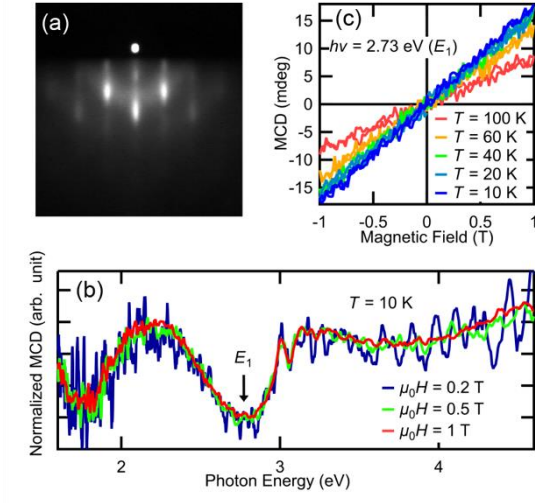 (a)
(c)
hν = 2.73 eV (E₁)
MCD (mdeg)
15
10
5
0
-5
-10
15
T = 100 K
T = 60 K
T = 40 K
T = 20 K
T = 10 K
-1
-0.5
0
0.5
1
Magnetic Field (T)
(b)
T = 10 K
E₁
Normalized MCD (arb. unit)
μ₀H = 0.2 T
μ₀H = 0.5 T
μ₀H = 1 T
2
3
4
Photon Energy (eV)